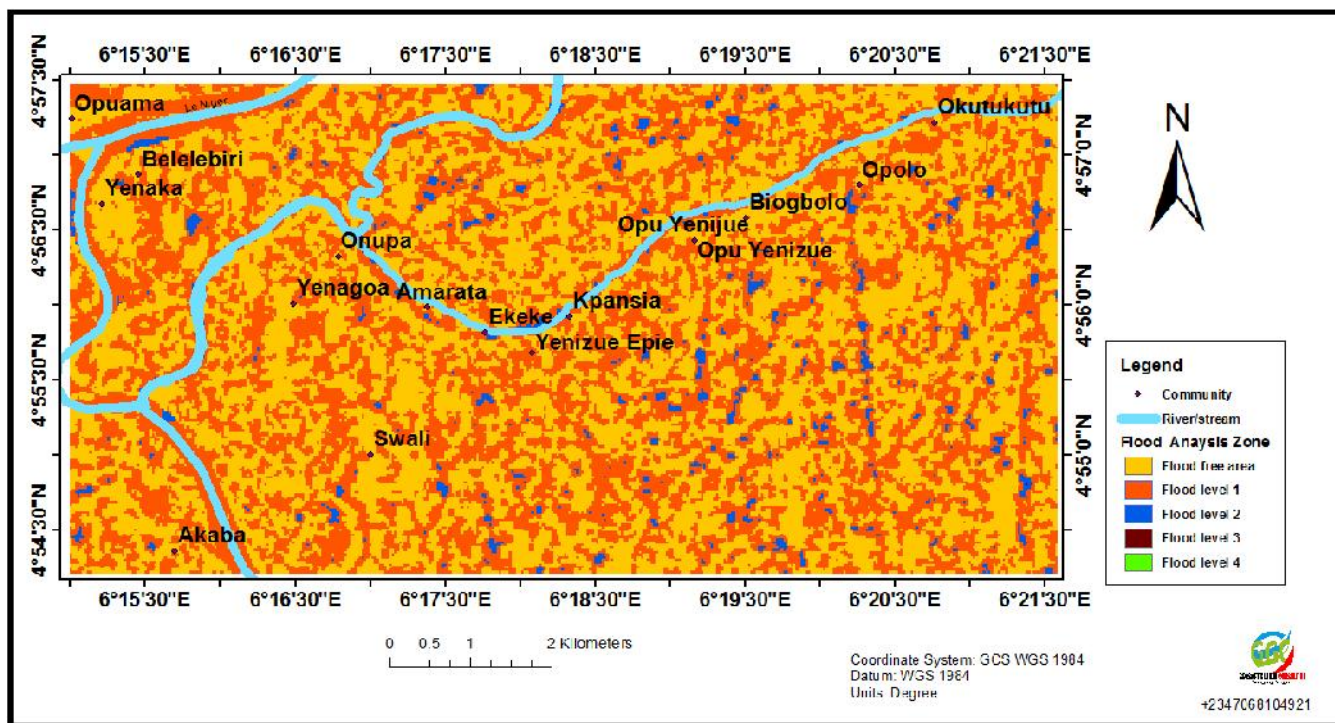 6°15'30"E 6°16'30"E 6°17'30"E 6°18'30"E 6°19'30"E 6°20'30"E 6°21'30"E
4°57'30"N
4°56'30"N
4°55'30"N
4°54'30"N
Opuama
Belelebiri
Yenaka
Onupa
Yenagoa
Amarata
Ekeke
Kpansia
Yenizue Epie
Opu Yenijue
Opu Yenizue
Biogbolo
Opolo
Okutukutu
Swali
Akaba
4°57'0"N
4°56'0"N
4°55'0"N
6°15'30"E 6°16'30"E 6°17'30"E 6°18'30"E 6°19'30"E 6°20'30"E 6°21'30"E
N
Legend
Community
River/stream
Flood Anaysis Zone
Flood free area
Flood level 1
Flood level 2
Flood level 3
Flood level 4
0 0.5 1 2 Kilometers
Coordinate System: GCS WGS 1984
Datum: WGS 1984
Units: Degree
+2347068104921